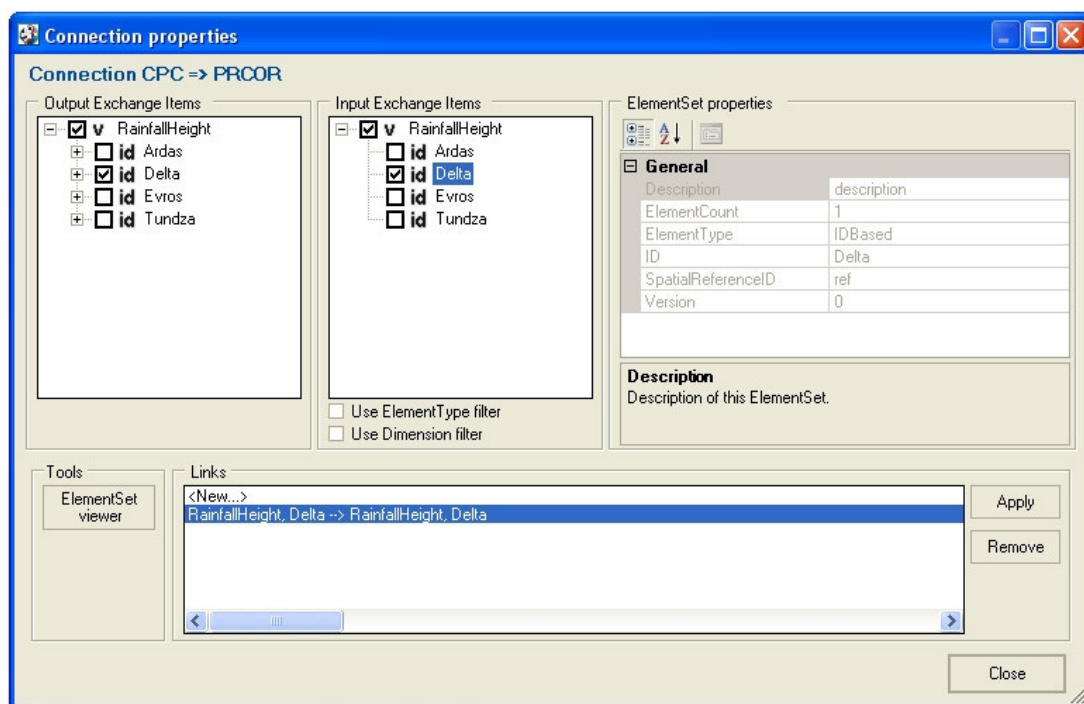 Connection properties
Connection CPC => PRCOR
Output Exchange Items
RainfallHeight
id Ardas
id Delta
id Evros
id Tundza
Input Exchange Items
RainfallHeight
id Ardas
id Delta
id Evros
id Tundza
Use ElementType filter
Use Dimension filter
ElementSet properties
General
Description description
ElementCount 1
ElementType IDBased
ID Delta
SpatialReferenceID ref
Version 0
Description
Description of this ElementSet.
Tools
ElementSet
viewer
Links
<New...>
RainfallHeight, Delta --> RainfallHeight, Delta
Apply
Remove
Close